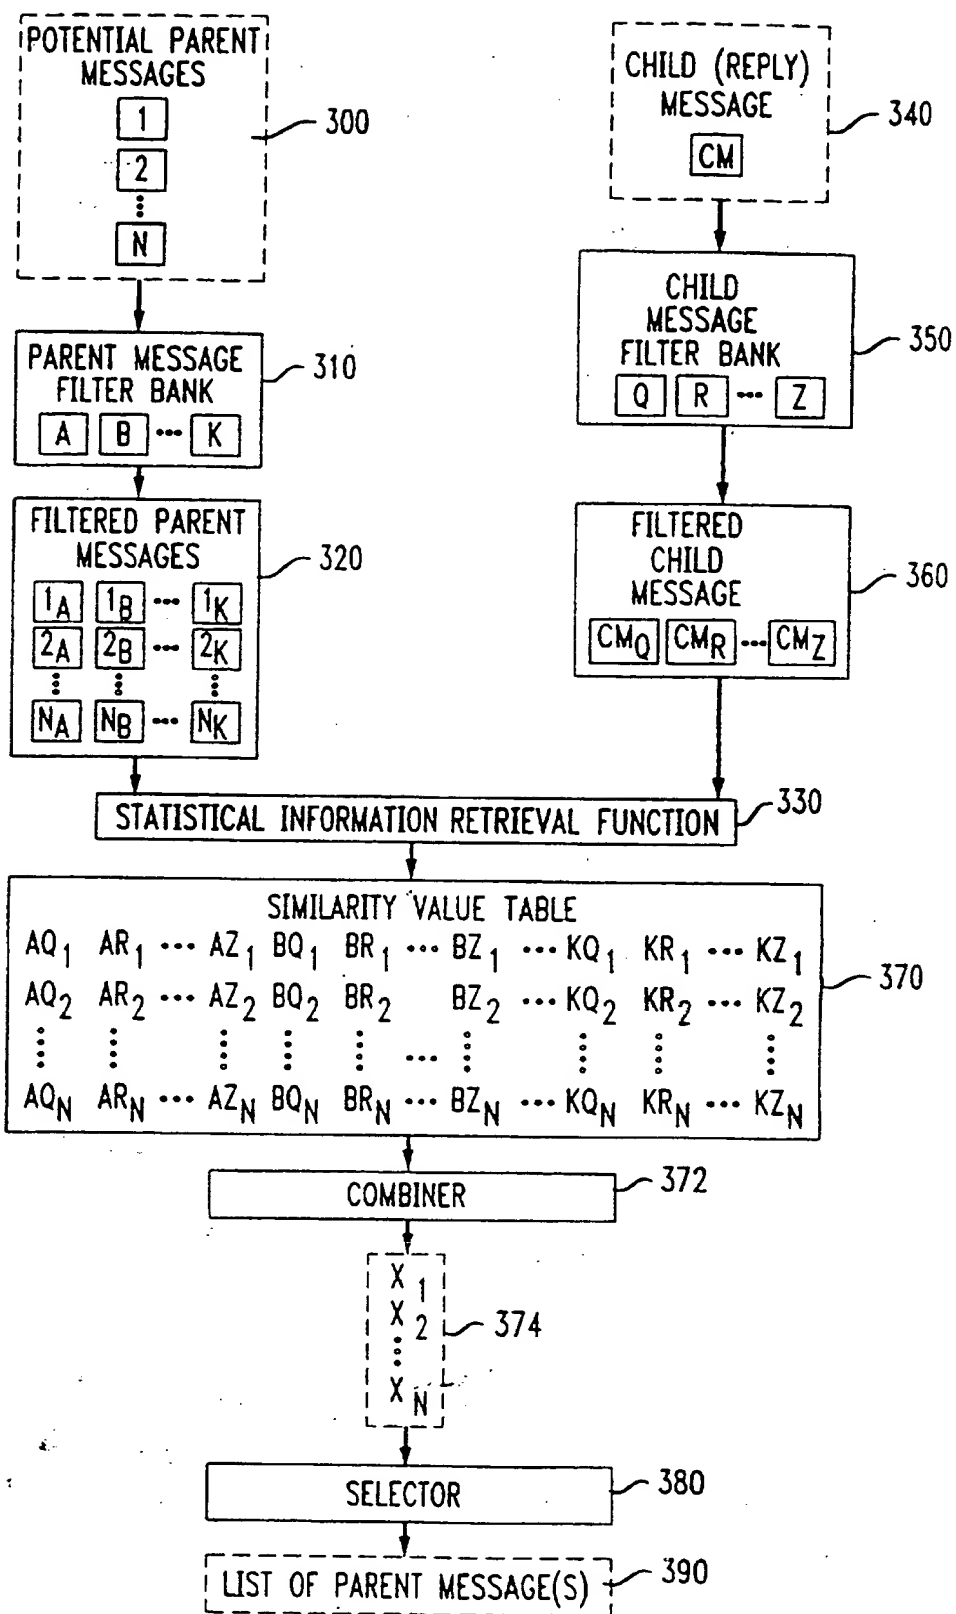 POTENTIAL PARENT
MESSAGES
1
2
⋮
N
300
PARENT MESSAGE
FILTER BANK
A B ··· K
310
FILTERED PARENT
MESSAGES
1A 1B ··· 1K
2A 2B ··· 2K
⋮ ⋮ ⋮
NA NB ··· NK
320
CHILD (REPLY)
MESSAGE
CM
340
CHILD
MESSAGE
FILTER BANK
Q R ··· Z
350
FILTERED
CHILD
MESSAGE
CMQ CMR ··· CMZ
360
STATISTICAL INFORMATION RETRIEVAL FUNCTION
330
SIMILARITY VALUE TABLE
AQ1 AR1 ··· AZ1 BQ1 BR1 ··· BZ1 ··· KQ1 KR1 ··· KZ1
AQ2 AR2 ··· AZ2 BQ2 BR2 BZ2 ··· KQ2 KR2 ··· KZ2
⋮ ⋮ ⋮ ⋮ ⋮ ··· ⋮ ⋮ ⋮ ⋮
AQN ARN ··· AZN BQN BRN ··· BZN ··· KQN KRN ··· KZN
370
COMBINER
372
X1
X2
⋮
XN
374
SELECTOR
380
LIST OF PARENT MESSAGE(S)
390